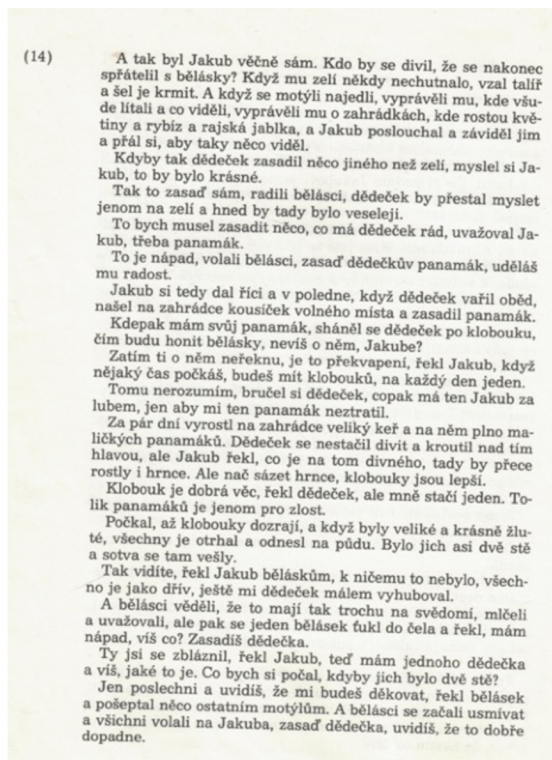 (14)
A tak byl Jakub věčně sám. Kdo by se divil, že se nakonec
spřátelil s bělásky? Když mu zelí někdy nechutnalo, vzal talíř
a šel je krmit. A když se motýli najedli, vyprávěli mu, kde všu-
de lítali a co viděli, vyprávěli mu o zahrádkách, kde rostou kvě-
tiny a rybíz a rajská jablka, a Jakub poslouchal a záviděl jim
a přál si, aby taky něco viděl.
Kdyby tak dědeček zasadil něco jiného než zelí, myslel si Ja-
kub, to by bylo krásné.
Tak to zasaď sám, radili bělásci, dědeček by přestal myslet
jenom na zelí a hned by tady bylo veseleji.
To bych musel zasadit něco, co má dědeček rád, uvažoval Ja-
kub, třeba panamák.
To je nápad, volali bělásci, zasaď dědečkův panamák, uděláš
mu radost.
Jakub si tedy dal říci a v poledne, když dědeček vařil oběd,
našel na zahrádce kousíček volného místa a zasadil panamák.
Kdepak mám svůj panamák, sháněl se dědeček po klobouku,
čím budu honit bělásky, nevíš o něm, Jakube?
Zatím ti o něm neřeknu, je to překvapení, řekl Jakub, když
nějaký čas počkáš, budeš mít klobouků, na každý den jeden.
Tomu nerozumím, bručel si dědeček, copak má ten Jakub za
lubem, jen aby mi ten panamák neztratil.
Za pár dní vyrostl na zahrádce veliký keř a na něm plno ma-
ličkých panamáků. Dědeček se nestačil divit a kroutil nad tím
hlavou, ale Jakub řekl, co je na tom divného, tady by přece
rostly i hrnce. Ale nač sázet hrnce, klobouky jsou lepší.
Klobouk je dobrá věc, řekl dědeček, ale mně stačí jeden. To-
lik panamáků je jenom pro zlost.
Počkal, až klobouky dozrají, a když byly veliké a krásně žlu-
té, všechny je otrhal a odnesl na půdu. Bylo jich asi dvě stě
a sotva se tam vešly.
Tak vidíte, řekl Jakub běláskům, k ničemu to nebylo, všech-
no je jako dřív, ještě mi dědeček málem vyhuboval.
A bělásci věděli, že to mají tak trochu na svědomí, mlčeli
a uvažovali, ale pak se jeden bělásek ťukl do čela a řekl, mám
nápad, víš co? Zasadíš dědečka.
Ty jsi se zbláznil, řekl Jakub, teď mám jednoho dědečka
a víš, jaké to je. Co bych si počal, kdyby jich bylo dvě stě?
Jen poslechni a uvidíš, že mi budeš děkovat, řekl bělásek
a pošeptal něco ostatním motýlům. A bělásci se začali usmívat
a všichni volali na Jakuba, zasaď dědečka, uvidíš, že to dobře
dopadne.